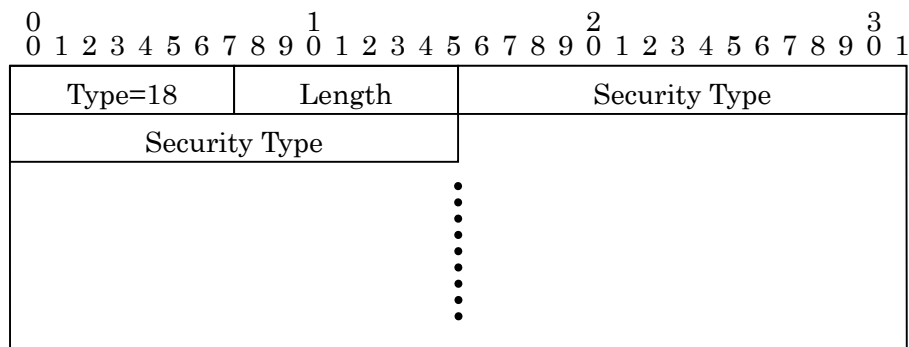 0 1 2 3
0 1 2 3 4 5 6 7 8 9 0 1 2 3 4 5 6 7 8 9 0 1 2 3 4 5 6 7 8 9 0 1
Type=18 Length Security Type
Security Type